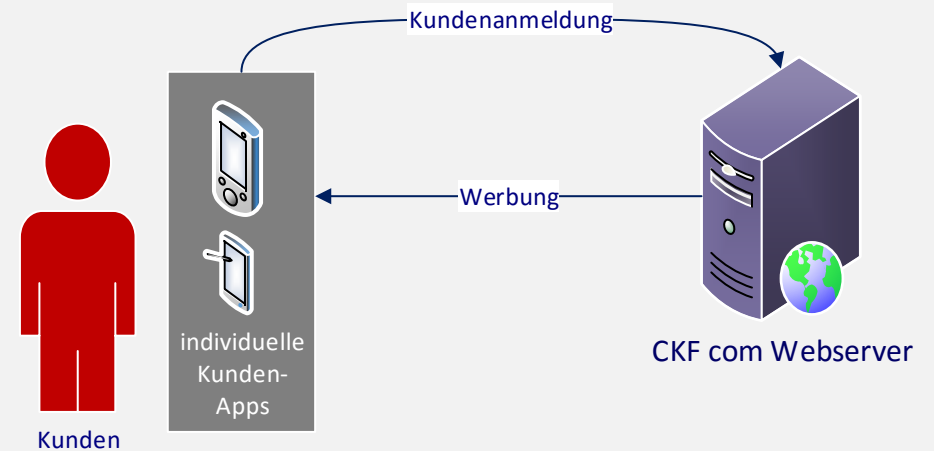 Kundenanmeldung
Werbung
individuelle
Kunden-
Apps
CKF com Webserver
Kunden